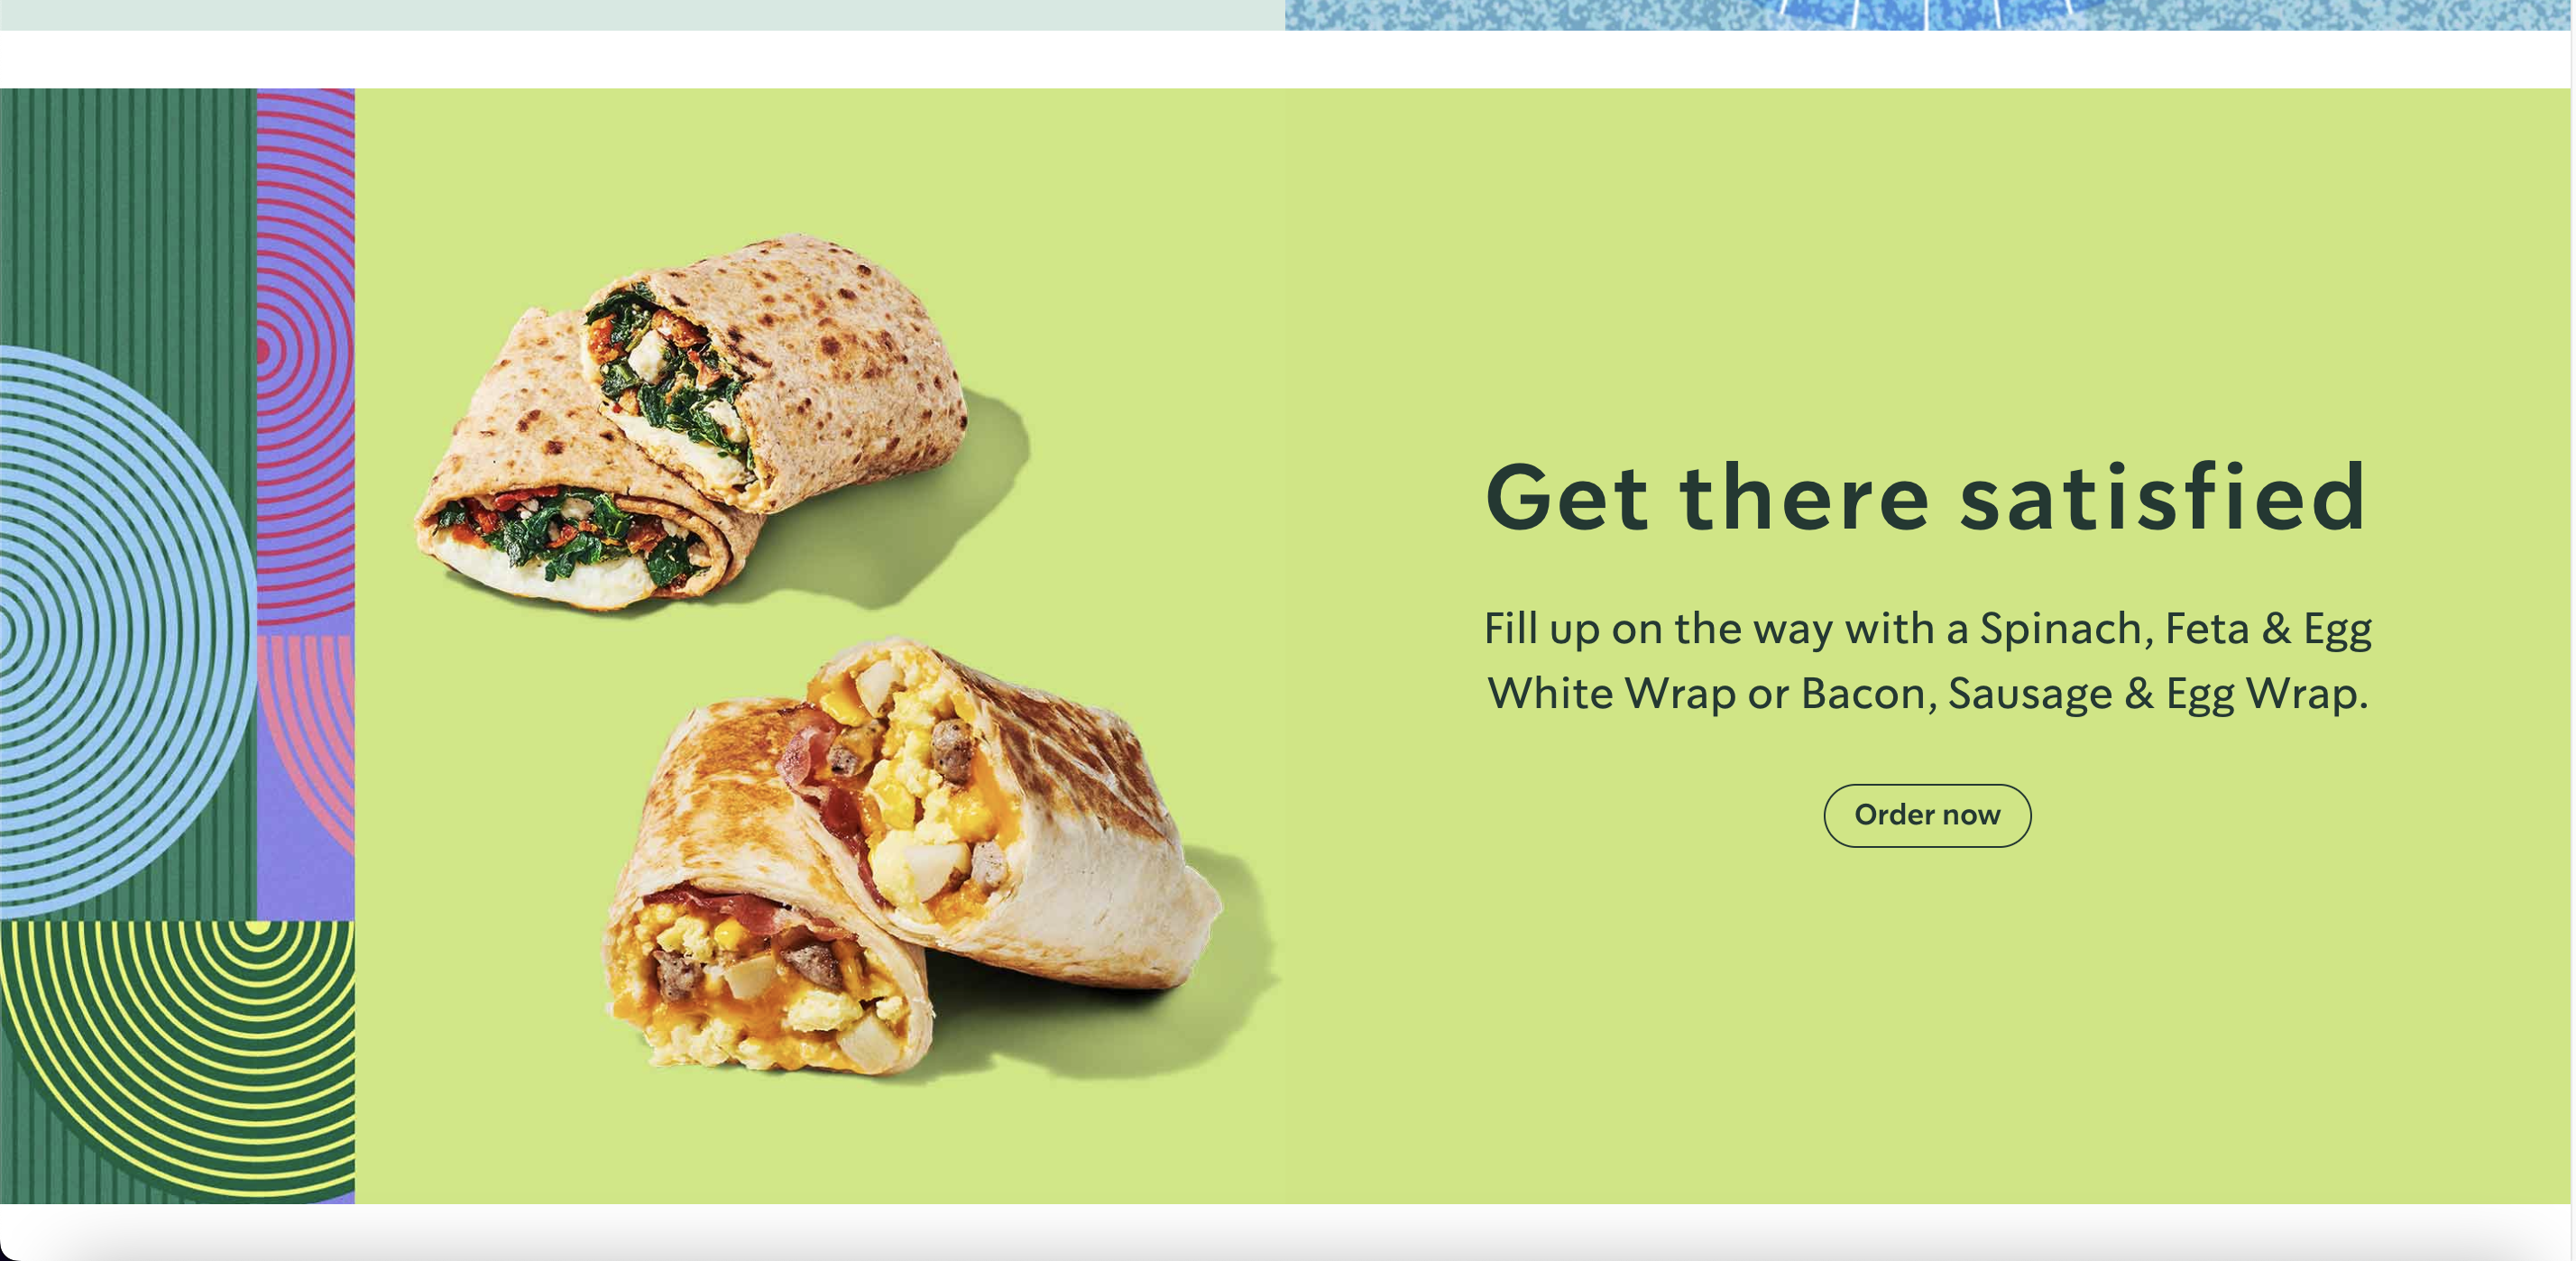 Get there satisfied
Fill up on the way with a Spinach, Feta & Egg
White Wrap or Bacon, Sausage & Egg Wrap.
Order now